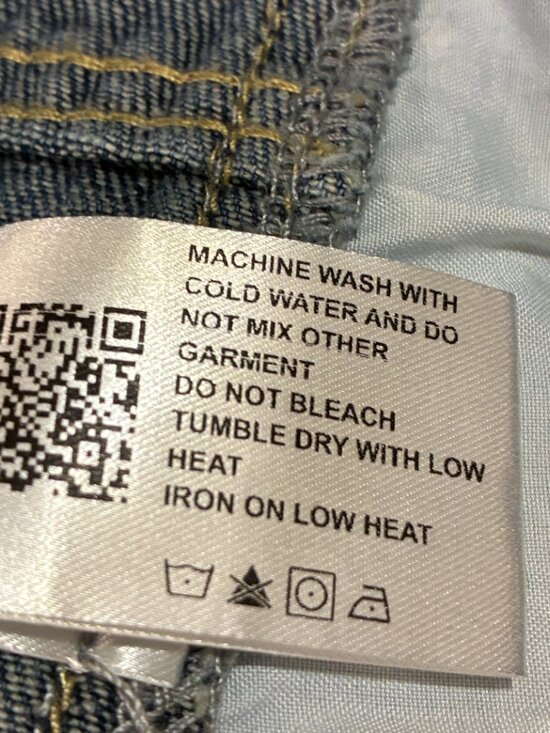 MACHINE WASH WITH
COLD WATER AND DO
NOT MIX OTHER
GARMENT
DO NOT BLEACH
TUMBLE DRY WITH LOW
HEAT
IRON ON LOW HEAT